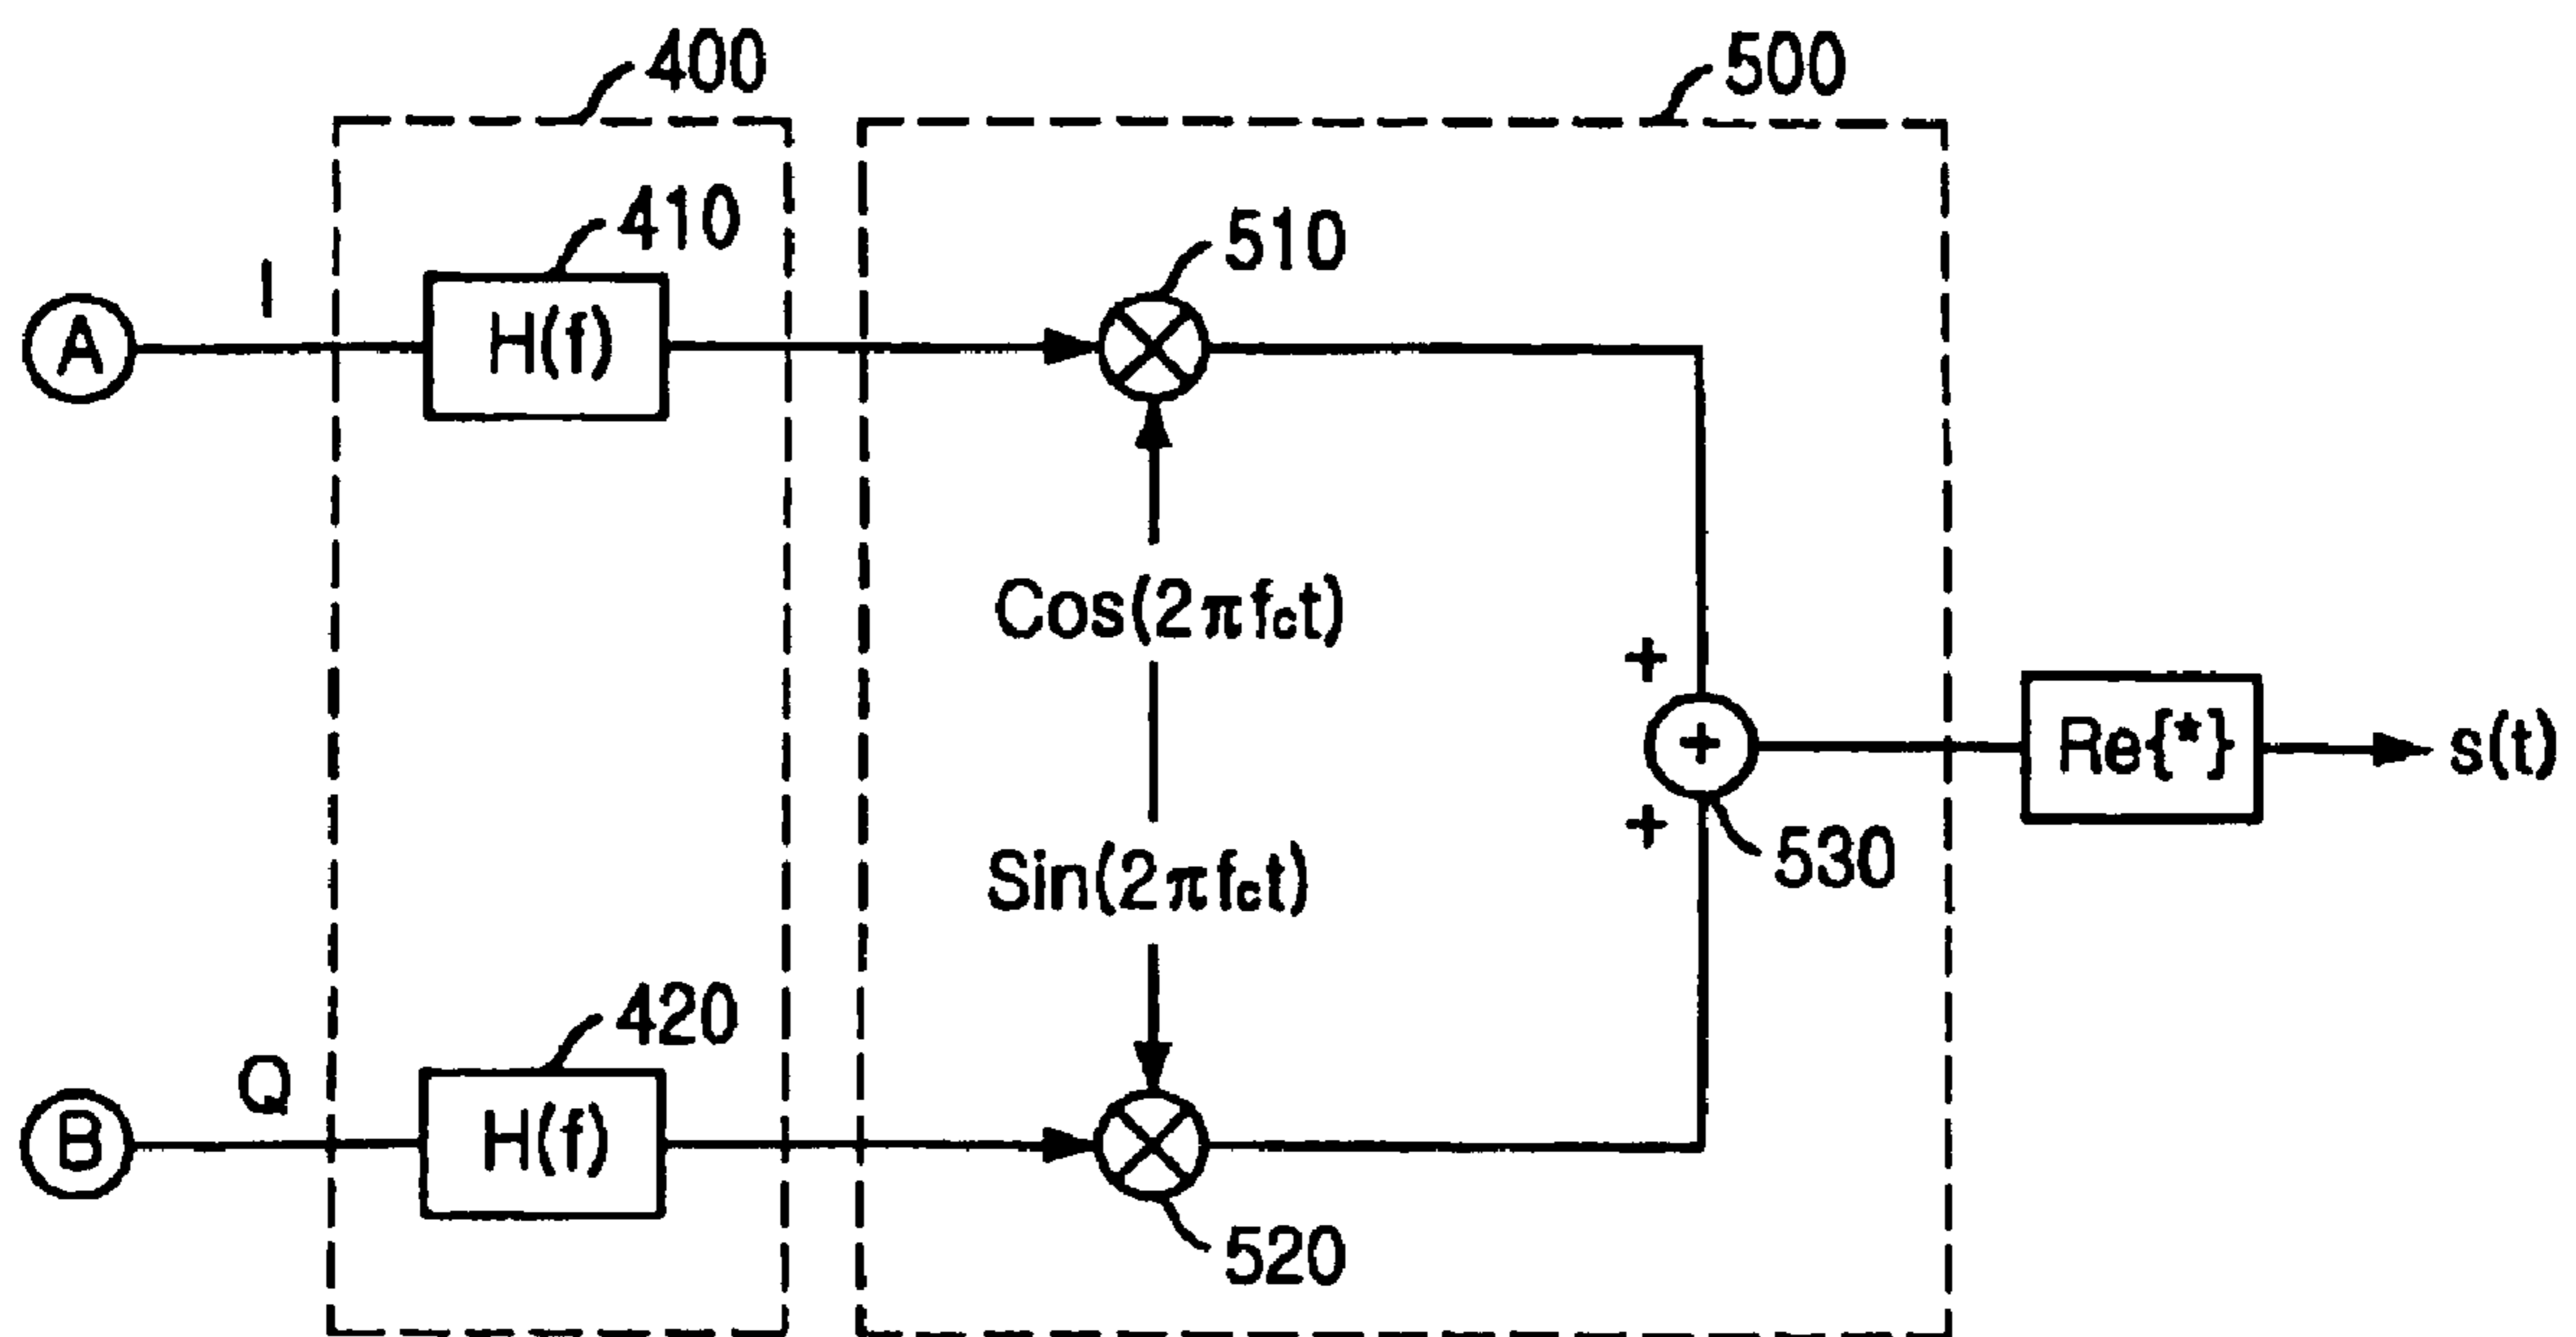 400
500
410
510
I
A
H(f)
Cos(2πfct)
+
+
Re{*}
s(t)
+
Sin(2πfct)
530
420
Q
B
H(f)
520